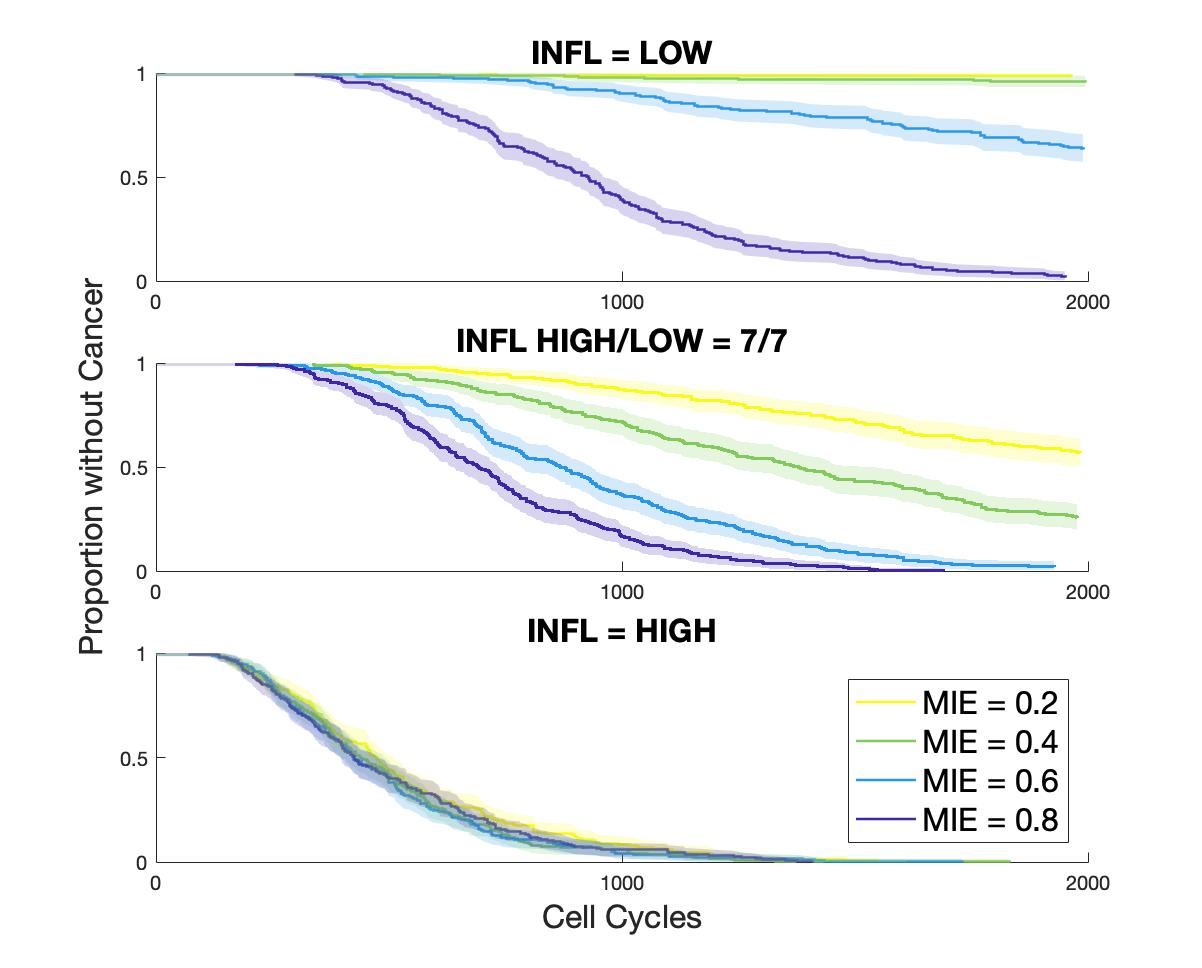 INFL = LOW
1
0.5
0
0 1000 2000
INFL HIGH/LOW = 7/7
1
0.5
0
0 1000 2000
INFL = HIGH
1
0.5
0
0 1000 2000
Proportion without Cancer
Cell Cycles
MIE = 0.2
MIE = 0.4
MIE = 0.6
MIE = 0.8